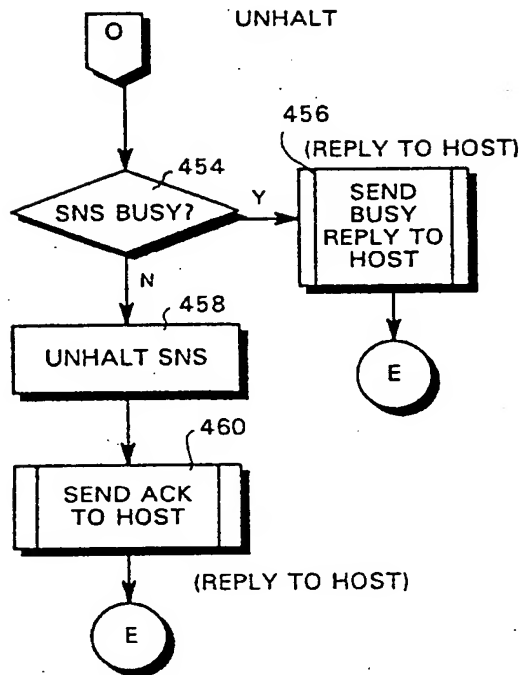 O
UNHALT
456
(REPLY TO HOST)
454
SNS BUSY?
Y
SEND
BUSY
REPLY TO
HOST
N
458
UNHALT SNS
E
460
SEND ACK
TO HOST
(REPLY TO HOST)
E